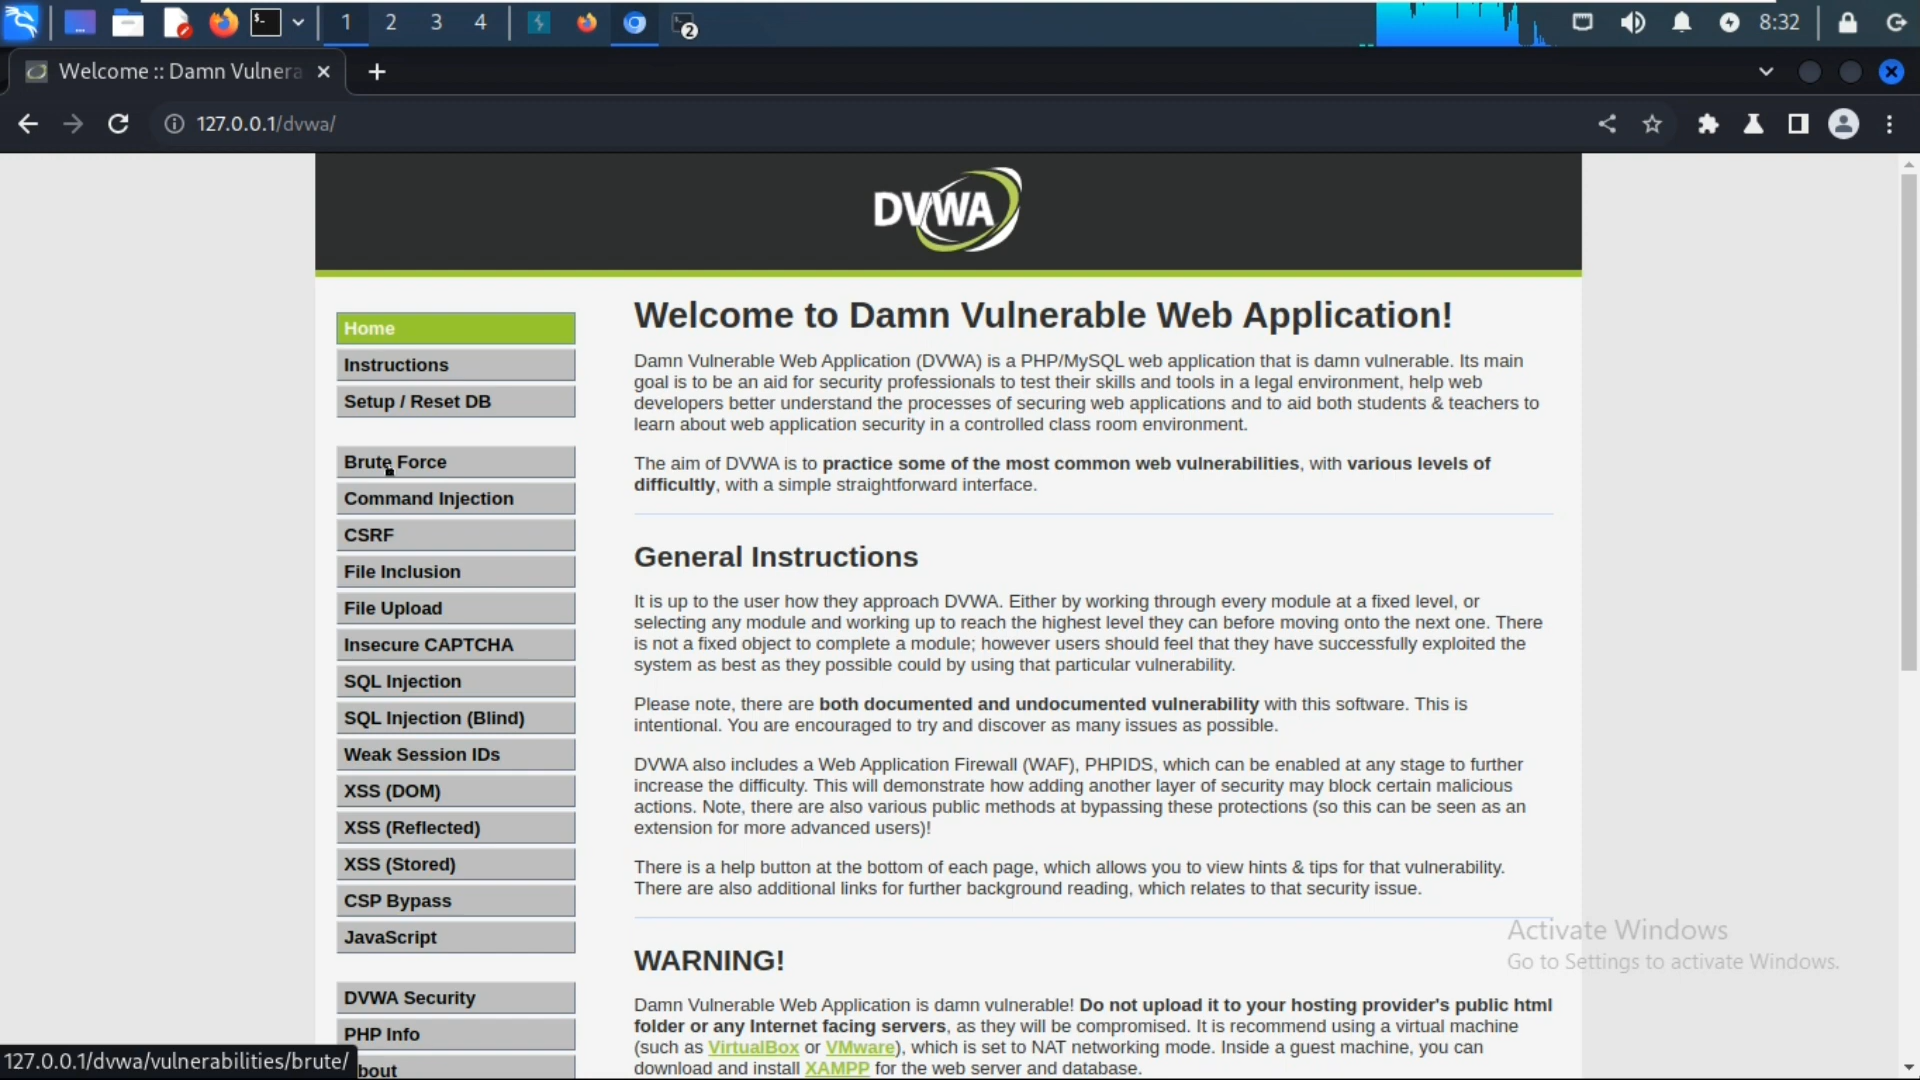 1 2 3 4 2 8:32
Welcome :: Damn Vulnera
127.0.0.1/dvwa/
DVWA
Home
Instructions
Setup / Reset DB
Brute Force
Command Injection
CSRF
File Inclusion
File Upload
Insecure CAPTCHA
SQL Injection
SQL Injection (Blind)
Weak Session IDs
XSS (DOM)
XSS (Reflected)
XSS (Stored)
CSP Bypass
JavaScript
DVWA Security
PHP Info
bout
Welcome to Damn Vulnerable Web Application!
Damn Vulnerable Web Application (DVWA) is a PHP/MySQL web application that is damn vulnerable. Its main
goal is to be an aid for security professionals to test their skills and tools in a legal environment, help web
developers better understand the processes of securing web applications and to aid both students & teachers to
learn about web application security in a controlled class room environment.
The aim of DVWA is to practice some of the most common web vulnerabilities, with various levels of
difficultly, with a simple straightforward interface.
General Instructions
It is up to the user how they approach DVWA. Either by working through every module at a fixed level, or
selecting any module and working up to reach the highest level they can before moving onto the next one. There
is not a fixed object to complete a module; however users should feel that they have successfully exploited the
system as best as they possible could by using that particular vulnerability.
Please note, there are both documented and undocumented vulnerability with this software. This is
intentional. You are encouraged to try and discover as many issues as possible.
DVWA also includes a Web Application Firewall (WAF), PHPIDS, which can be enabled at any stage to further
increase the difficulty. This will demonstrate how adding another layer of security may block certain malicious
actions. Note, there are also various public methods at bypassing these protections (so this can be seen as an
extension for more advanced users)!
There is a help button at the bottom of each page, which allows you to view hints & tips for that vulnerability.
There are also additional links for further background reading, which relates to that security issue.
WARNING!
Damn Vulnerable Web Application is damn vulnerable! Do not upload it to your hosting provider's public html
folder or any Internet facing servers, as they will be compromised. It is recommend using a virtual machine
(such as VirtualBox or VMware), which is set to NAT networking mode. Inside a guest machine, you can
download and install XAMPP for the web server and database.
Activate Windows
Go to Settings to activate Windows.
127.0.0.1/dvwa/vulnerabilities/brute/